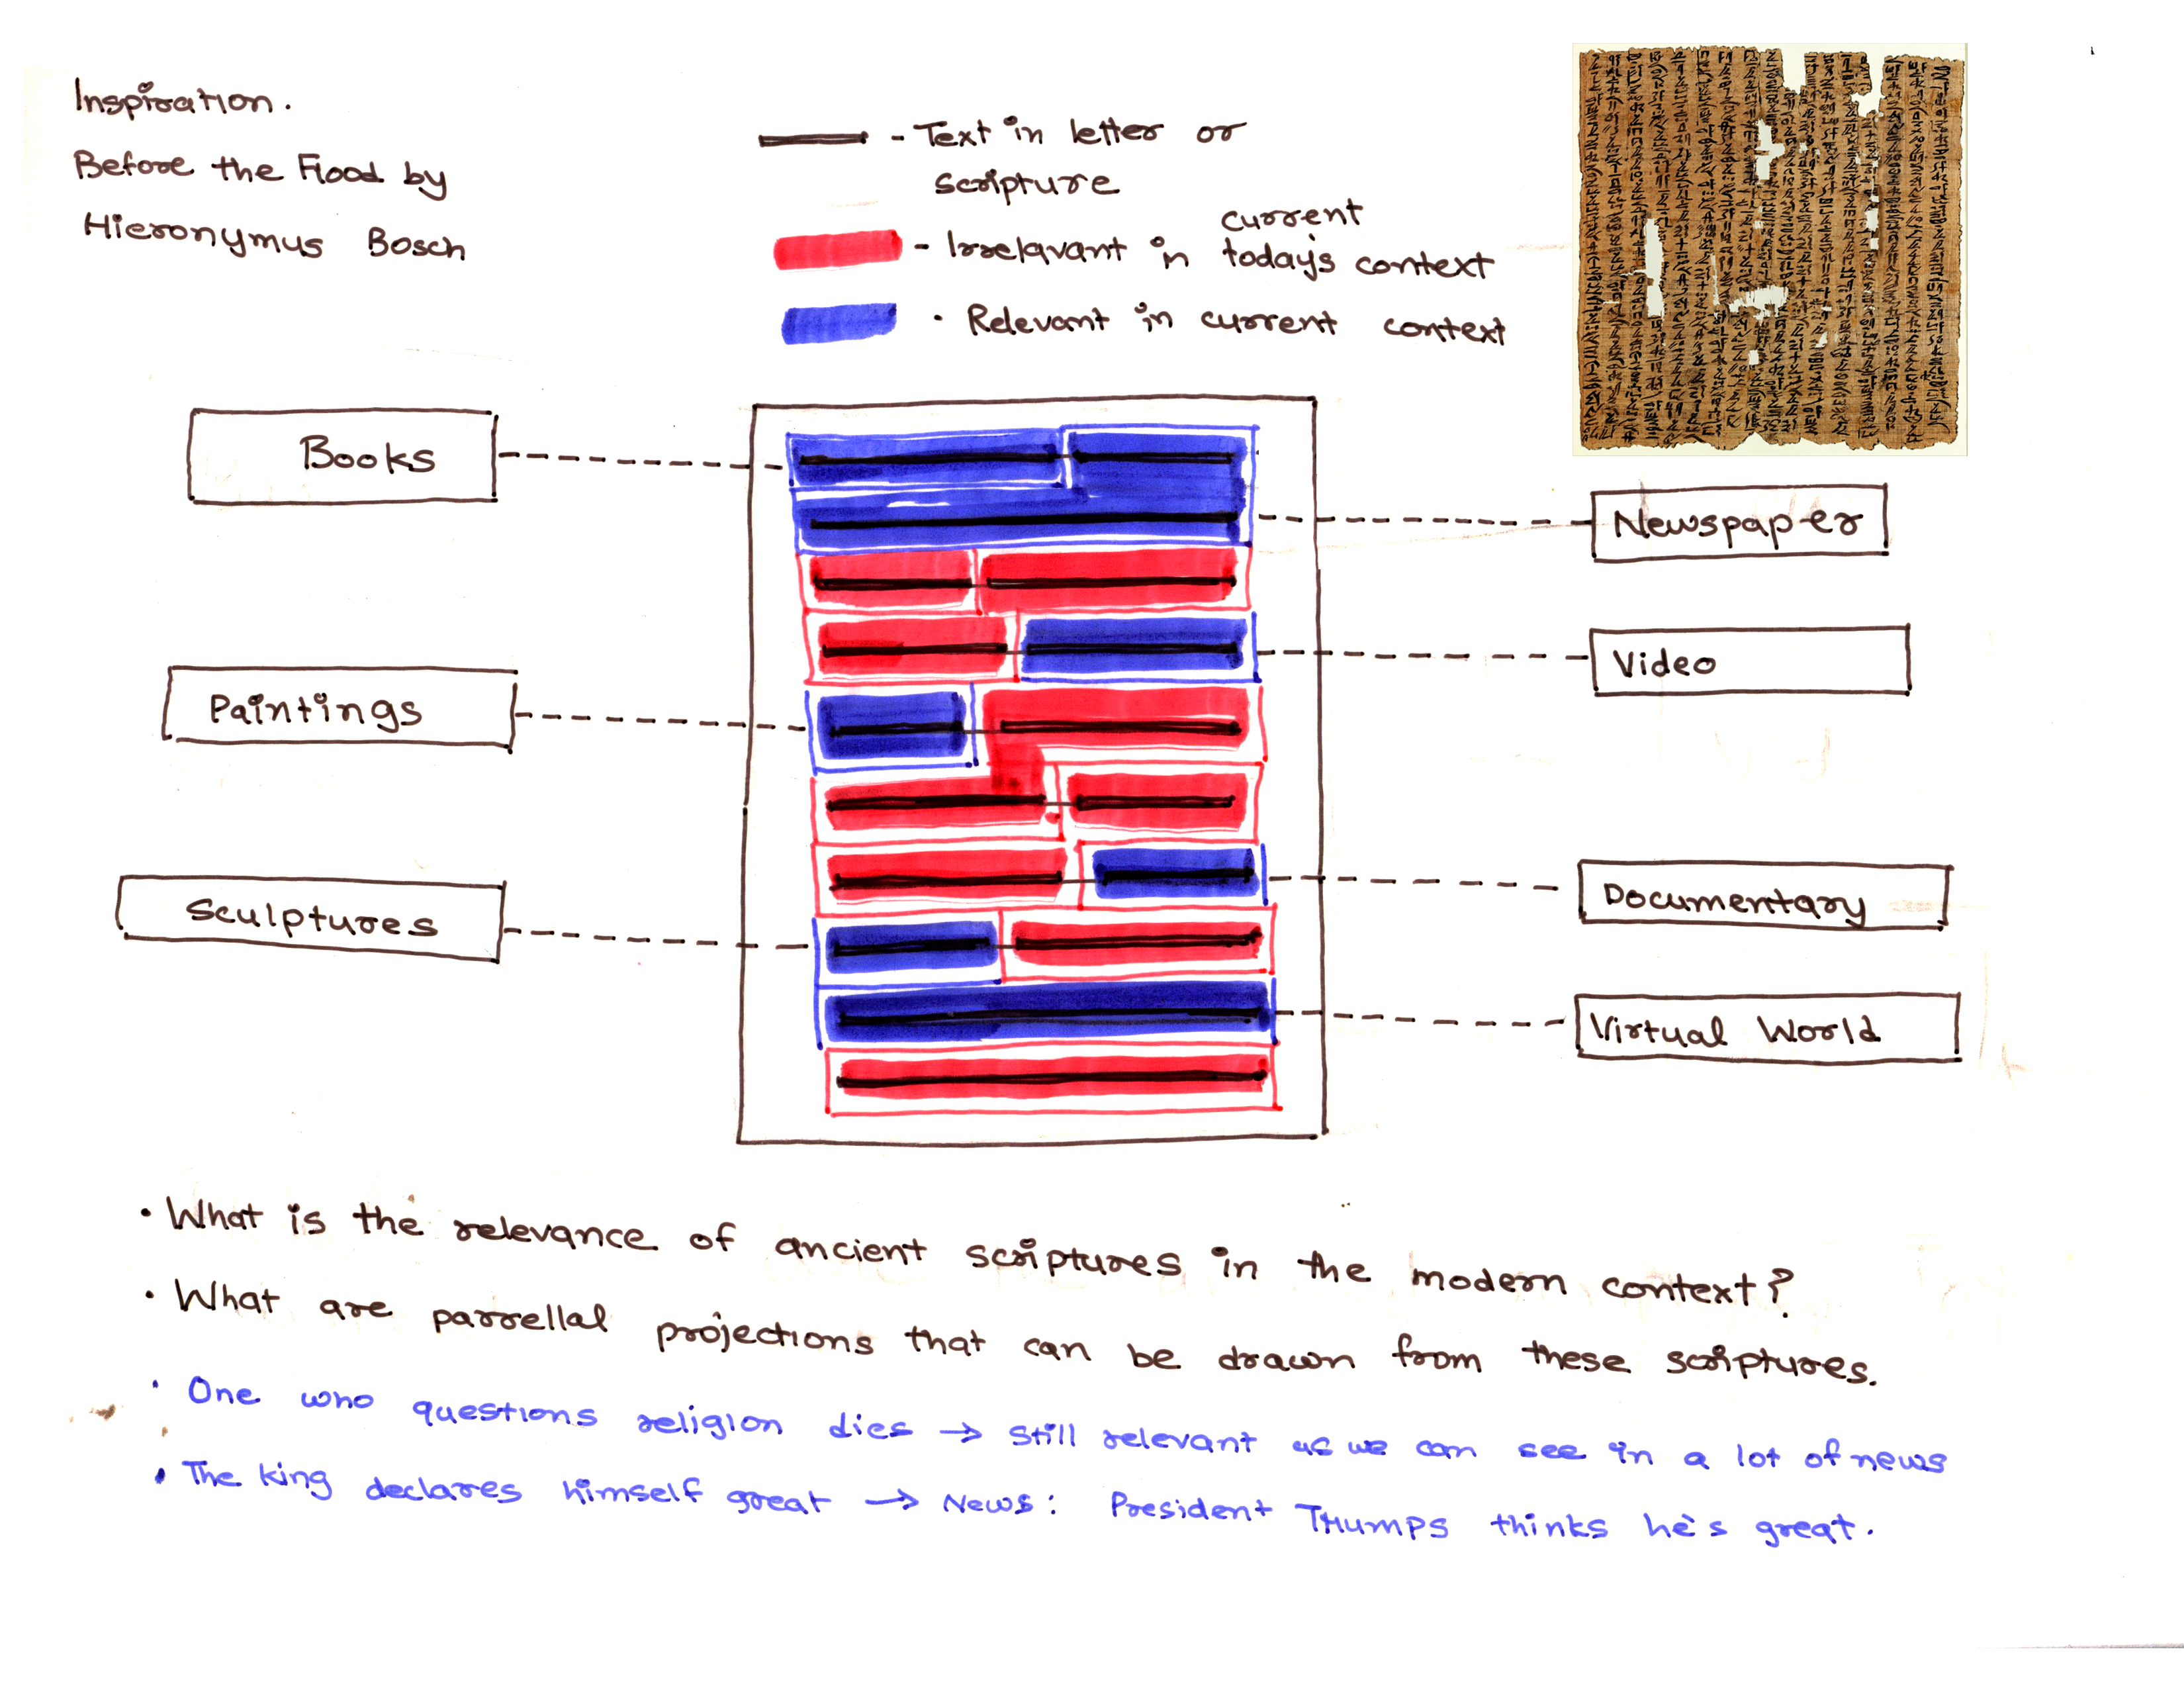 Inspiration.
Before the Flood by
Hieronymus Bosch
- Text in letter or
scripture
current
- Irrelavant in today's context
· Relevant in current context
Books
Newspaper
Video
Paintings
Sculptures
Documentary
Virtual World
• What is the relevance of ancient scriptures in the modern context?
• What are parrellal projections that can be drawn from these scriptures.
• One who questions religion dies → still relevant as we can see in a lot of news
• The king declares himself great → News: President THumps thinks he's great.